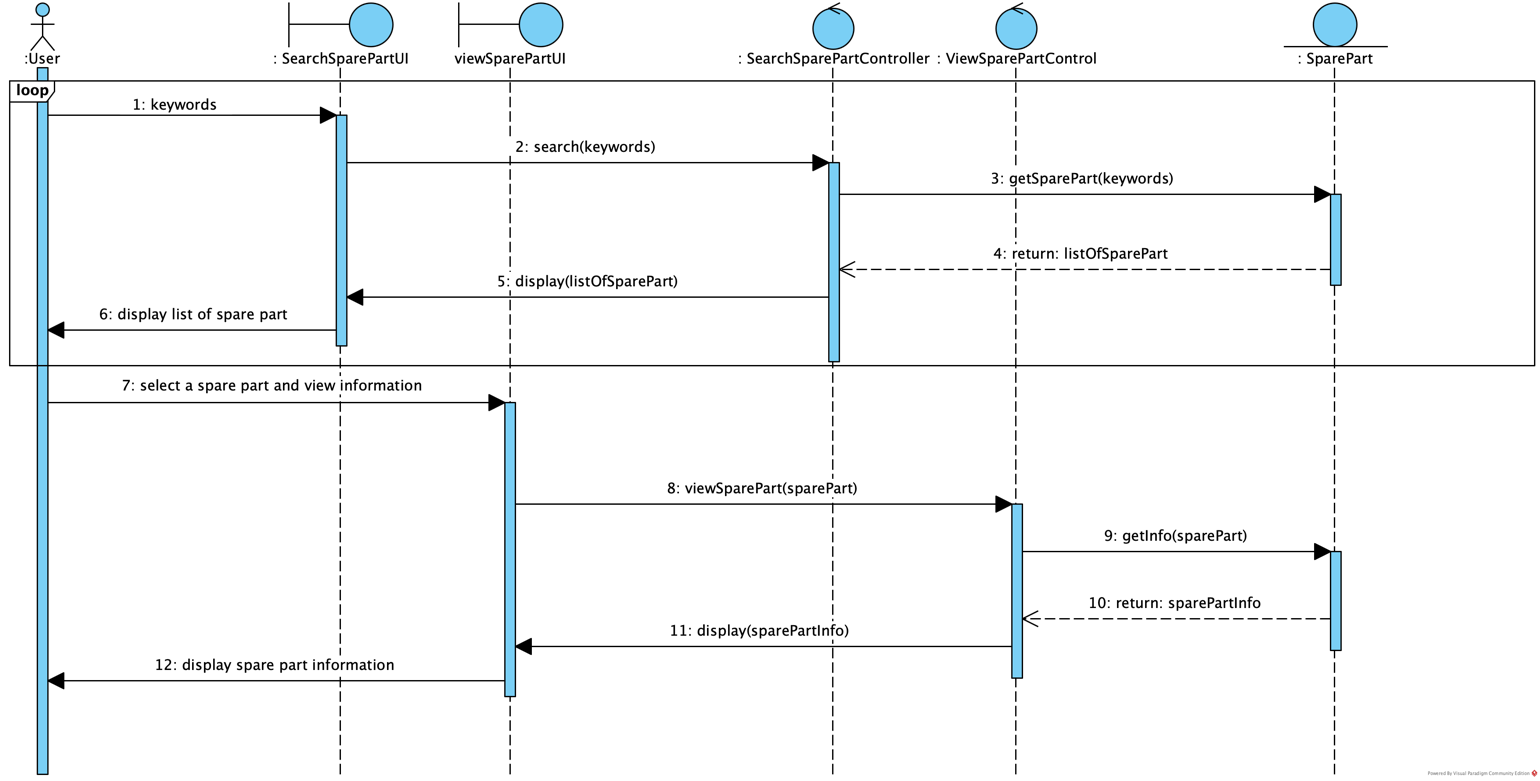 :User
: SearchSparePartUI
viewSparePartUI
: SearchSparePartController
: ViewSparePartControl
: SparePart
loop
1: keywords
2: search(keywords)
3: getSparePart(keywords)
4: return: listOfSparePart
5: display(listOfSparePart)
6: display list of spare part
7: select a spare part and view information
8: viewSparePart(sparePart)
9: getInfo(sparePart)
10: return: sparePartInfo
11: display(sparePartInfo)
12: display spare part information
Powered By Visual Paradigm Community Edition